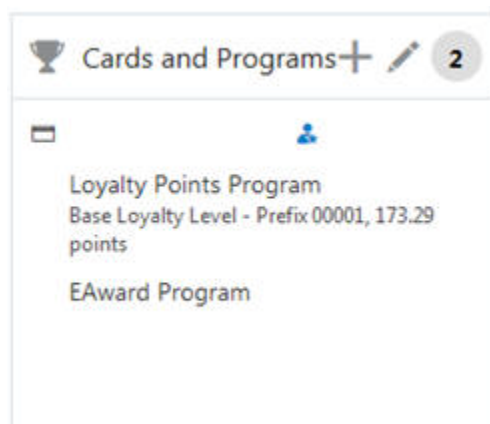 Cards and Programs 2
Loyalty Points Program
Base Loyalty Level - Prefix 00001, 173.29
points
EAward Program